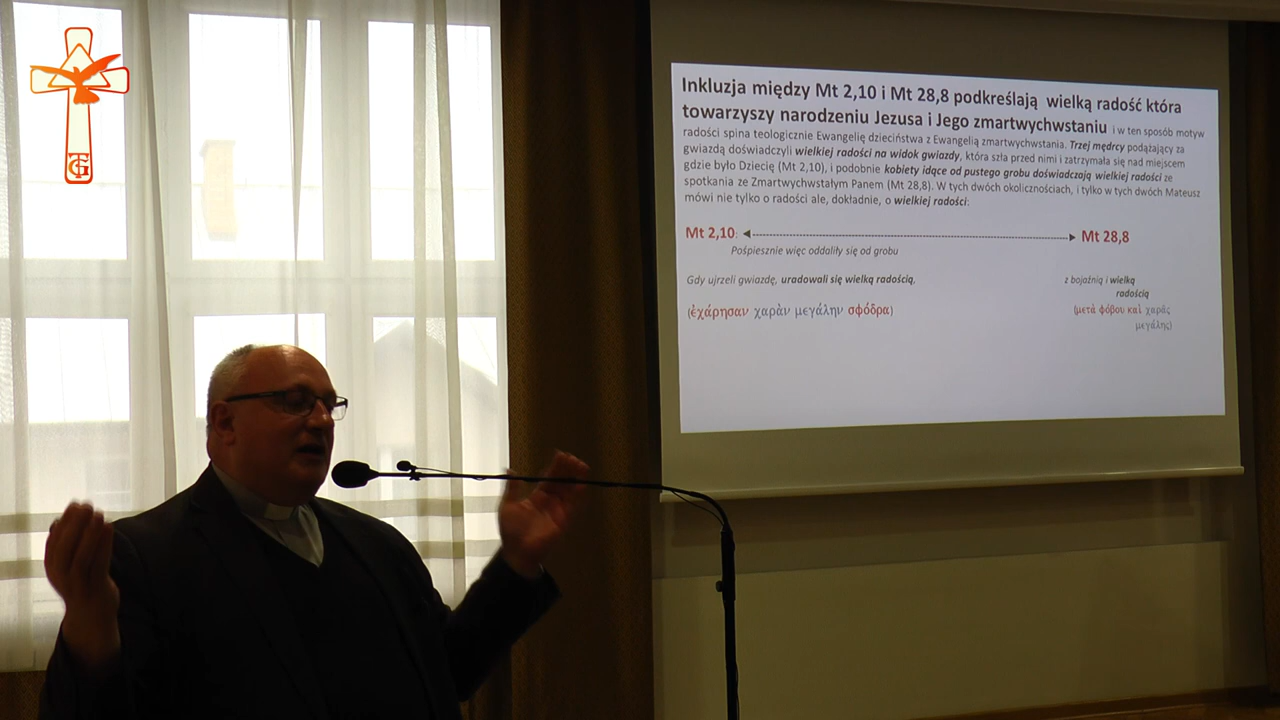 Inkluzja między Mt 2,10 i Mt 28,8 podkreślają wielką radość która
towarzyszy narodzeniu Jezusa i Jego zmartwychwstaniu i w ten sposób motyw
radości spina teologicznie Ewangelię dzieciństwa z Ewangelią zmartwychwstania. Trzej mędrcy podążający za
gwiazdą doświadczyli wielkiej radości na widok gwiazdy, która szła przed nimi i zatrzymała się nad miejscem
gdzie było Dziecię (Mt 2,10), i podobnie kobiety idące od pustego grobu doświadczają wielkiej radości ze
spotkania ze Zmartwychwstałym Panem (Mt 28,8). W tych dwóch okolicznościach, i tylko w tych dwóch Mateusz
mówi nie tylko o radości ale, dokładnie, o wielkiej radości:
Mt 2,10: Mt 28,8
Pośpiesznie więc oddaliły się od grobu
Gdy ujrzeli gwiazdę, uradowali się wielką radością, z bojaźnią i wielką
radością
(ἐχάρησαν χαρὰν μεγάλην σφόδρα) (μετὰ φόβου καὶ χαρᾶς
μεγάλης)